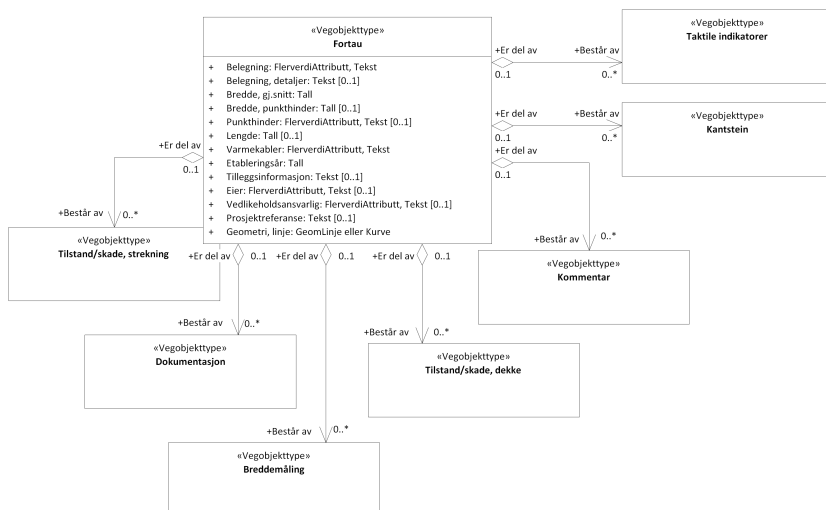 «Vegobjekttype»
Fortau
+ Belegning: FlerverdiAttributt, Tekst
+ Belegning, detaljer: Tekst [0..1]
+ Bredde, gj.snitt: Tall
+ Bredde, punkthinder: Tall [0..1]
+ Punkthinder: FlerverdiAttributt, Tekst [0..1]
+ Lengde: Tall [0..1]
+ Varmekabler: FlerverdiAttributt, Tekst
+ Etableringsår: Tall
+ Tilleggsinformasjon: Tekst [0..1]
+ Eier: FlerverdiAttributt, Tekst [0..1]
+ Vedlikeholdsansvarlig: FlerverdiAttributt, Tekst [0..1]
+ Prosjektreferanse: Tekst [0..1]
+ Geometri, linje: GeomLinje eller Kurve
+Er del av
0..1
+Består av
0..*
«Vegobjekttype»
Taktile indikatorer
+Er del av
0..1
+Består av
0..*
«Vegobjekttype»
Kantstein
+Er del av
0..1
+Består av
0..*
«Vegobjekttype»
Kommentar
+Er del av
0..1
+Består av
0..*
«Vegobjekttype»
Tilstand/skade, strekning
+Er del av
0..1
+Består av
0..*
«Vegobjekttype»
Dokumentasjon
+Er del av
0..1
+Består av
0..*
«Vegobjekttype»
Breddemåling
+Er del av
0..1
+Består av
0..*
«Vegobjekttype»
Tilstand/skade, dekke